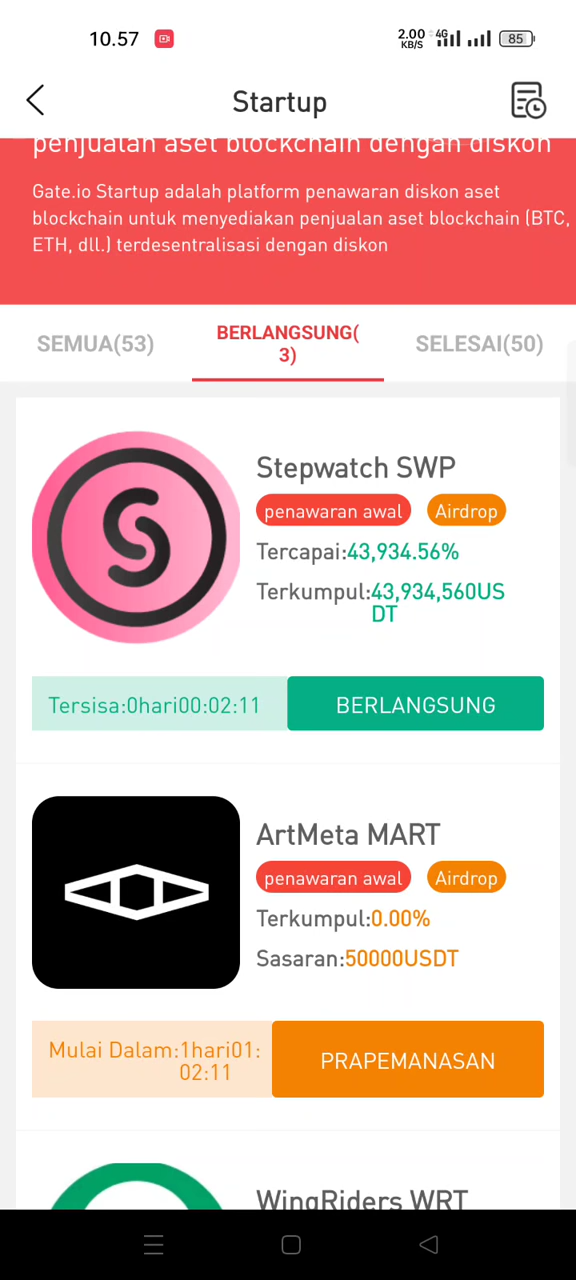 10.57
2.00
KB/S
4G
85
Startup
penjualan aset blockchain dengan diskon
Gate.io Startup adalah platform penawaran diskon aset
blockchain untuk menyediakan penjualan aset blockchain (BTC,
ETH, dll.) terdesentralisasi dengan diskon
SEMUA(53)
BERLANGSUNG(
3)
SELESAI(50)
Stepwatch SWP
penawaran awal
Airdrop
Tercapai:43,934.56%
Terkumpul:43,934,560US
DT
Tersisa:0hari00:02:11
BERLANGSUNG
ArtMeta MART
penawaran awal
Airdrop
Terkumpul:0.00%
Sasaran:50000USDT
Mulai Dalam:1hari01:
02:11
PRAPEMANASAN
WingRiders WRT